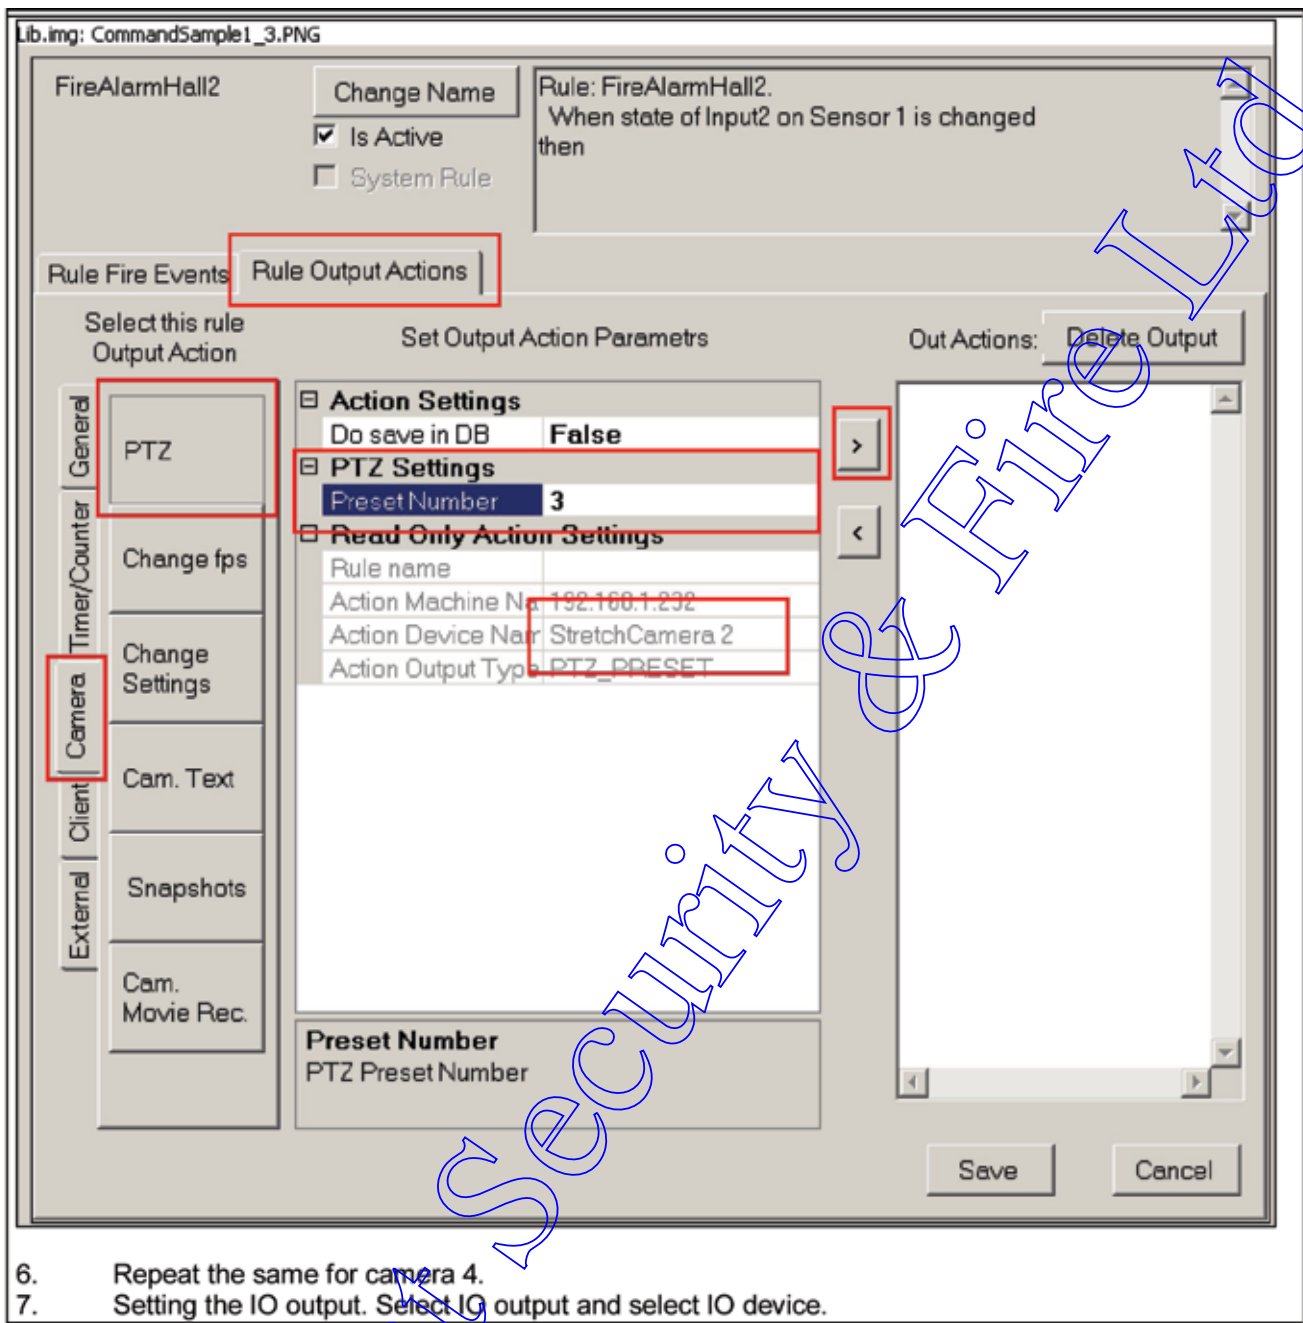 Lib.img: CommandSample1_3.PNG
FireAlarmHall2
Change Name
Is Active
System Rule
Rule: FireAlarmHall2.
When state of Input2 on Sensor 1 is changed
then
Rule Fire Events
Rule Output Actions
Select this rule
Output Action
Set Output Action Parametrs
Out Actions:
Delete Output
General
Timer/Counter
Camera
Client
External
PTZ
Change fps
Change
Settings
Cam. Text
Snapshots
Cam.
Movie Rec.
Action Settings
Do save in DB False
PTZ Settings
Preset Number 3
Read Only Action Settings
Rule name
Action Machine Na 192.168.1.232
Action Device Nam StretchCamera 2
Action Output Type PTZ_PRESET
>
<
Preset Number
PTZ Preset Number
Save
Cancel
6. Repeat the same for camera 4.
7. Setting the IO output. Select IO output and select IO device.
t Security & Fire Ltd